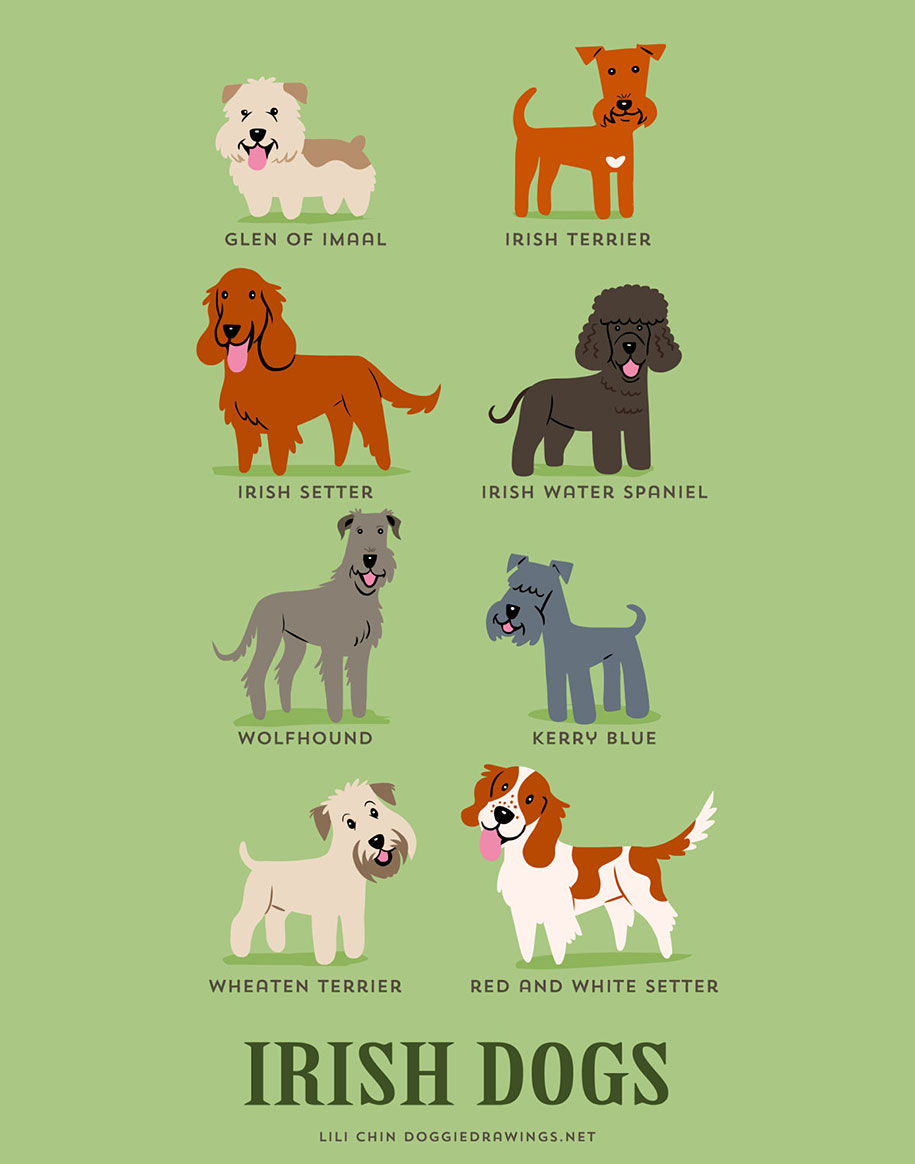 GLEN OF IMAAL
IRISH TERRIER
IRISH SETTER
IRISH WATER SPANIEL
WOLFHOUND
KERRY BLUE
WHEATEN TERRIER
RED AND WHITE SETTER
IRISH DOGS
LILI CHIN DOGGIEDRAWINGS.NET